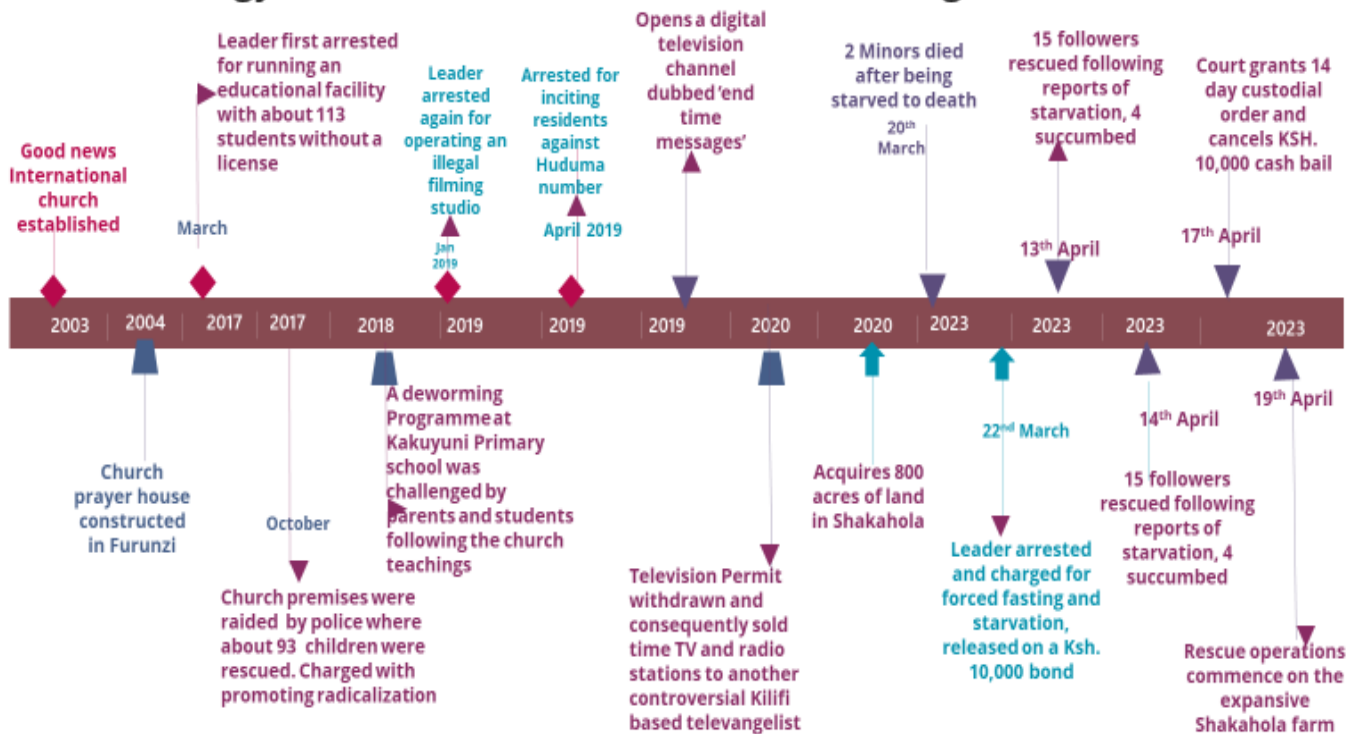 Good news
International
church
established
March
Leader first arrested
for running an
educational facility
with about 113
students without a
license
Leader
arrested
again for
operating an
illegal
filming
studio
Jan
2019
Arrested for
inciting
residents
against
Huduma
number
April 2019
Opens a digital
television
channel
dubbed ‘end
time
messages’
2 Minors died
after being
starved to death
20th
March
15 followers
rescued following
reports of
starvation, 4
succumbed
13th April
Court grants 14
day custodial
order and
cancels KSH.
10,000 cash bail
17th April
2003 2004 2017 2017 2018 2019 2019 2019 2020 2020 2023 2023 2023 2023
Church
prayer house
constructed
in Furunzi
October
Church premises were
raided by police where
about 93 children were
rescued. Charged with
promoting radicalization
A deworming
Programme at
Kakuyuni Primary
school was
challenged by
parents and students
following the church
teachings
Television Permit
withdrawn and
consequently sold
time TV and radio
stations to another
controversial Kilifi
based televangelist
Acquires 800
acres of land
in Shakahola
22nd March
Leader arrested
and charged for
forced fasting and
starvation,
released on a Ksh.
10,000 bond
14th April
15 followers
rescued following
reports of
starvation, 4
succumbed
19th April
Rescue operations
commence on the
expansive
Shakahola farm